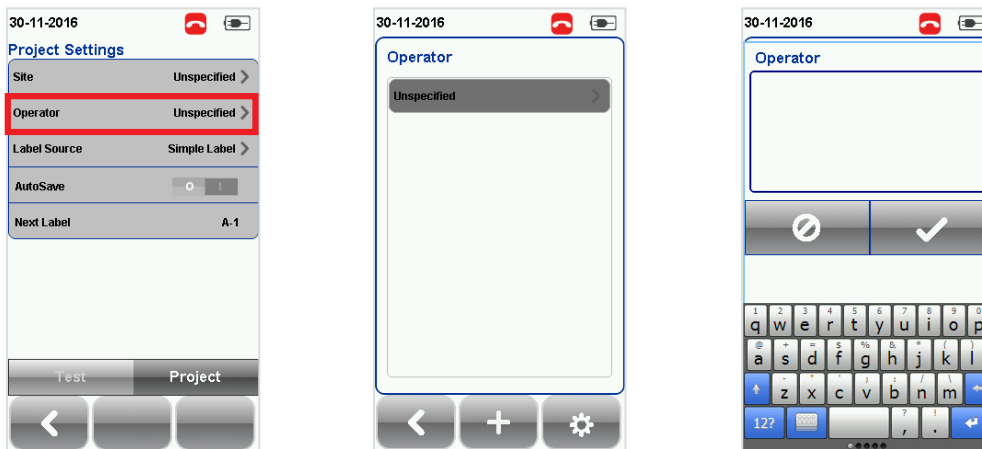 30-11-2016
Project Settings
Site Unspecified
Operator Unspecified
Label Source Simple Label
AutoSave O I
Next Label A-1
Test Project
30-11-2016
Operator
Unspecified
30-11-2016
Operator
1 2 3 4 5 6 7 8 9 0
q w e r t y u i o p
@ + = $ % & * ( )
a s d f g h j k l
- ' : ; / \
z x c v b n m
? !
12? , .